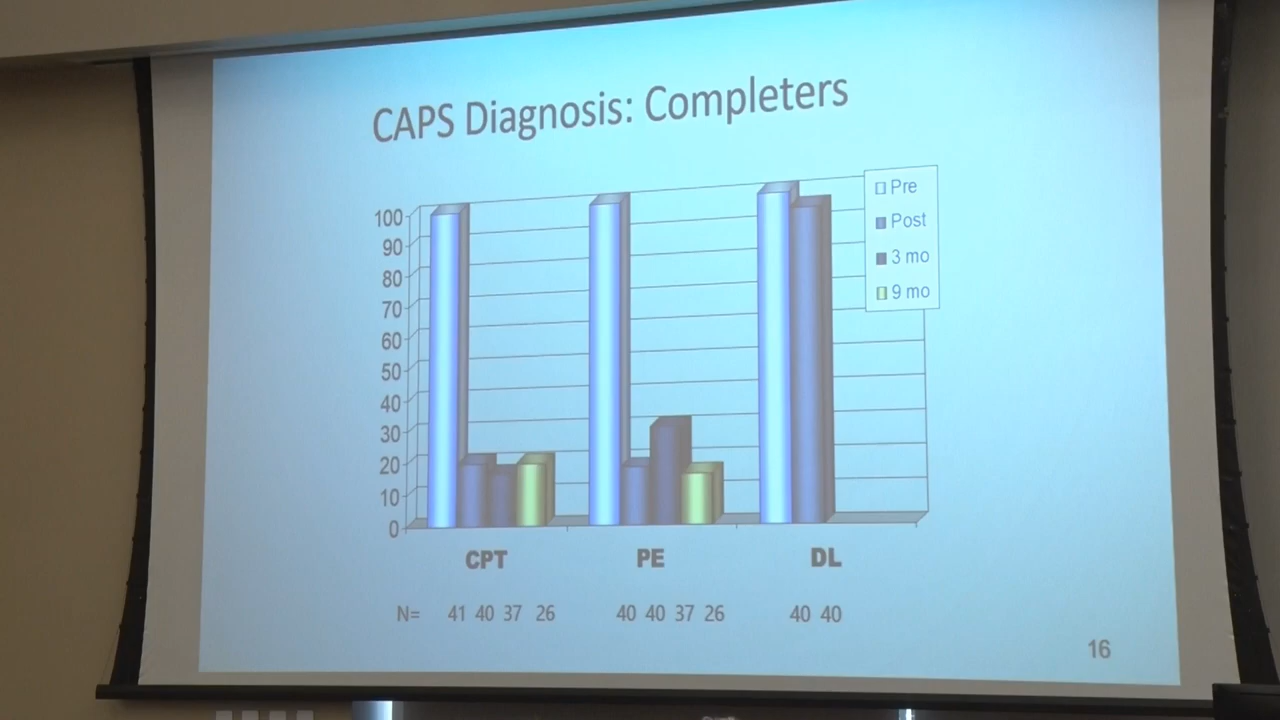 CAPS Diagnosis: Completers
100
90
80
70
60
50
40
30
20
10
0
Pre
Post
3 mo
9 mo
CPT PE DL
N= 41 40 37 26 40 40 37 26 40 40
16